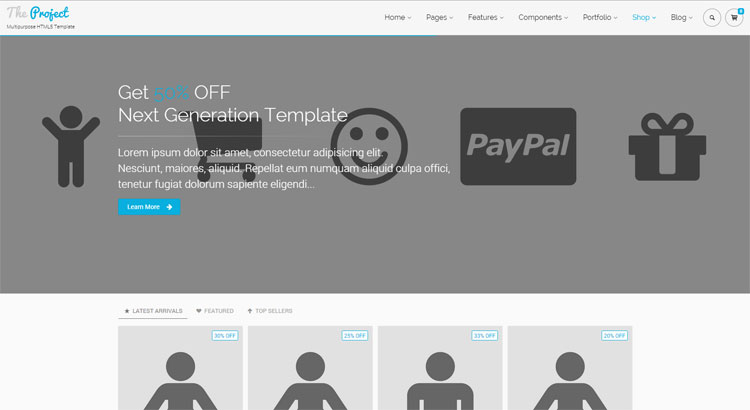 The Project
Multipurpose HTML5 Template
Home Pages Features Components Portfolio Shop Blog
0
Get 50% OFF
Next Generation Template
Lorem ipsum dolor sit amet, consectetur adipisicing elit.
Nesciunt, maiores, aliquid. Repellat eum numquam aliquid culpa offici,
tenetur fugiat dolorum sapiente eligendi...
PayPal
Learn More
LATEST ARRIVALS FEATURED TOP SELLERS
30% OFF 25% OFF 33% OFF 20% OFF